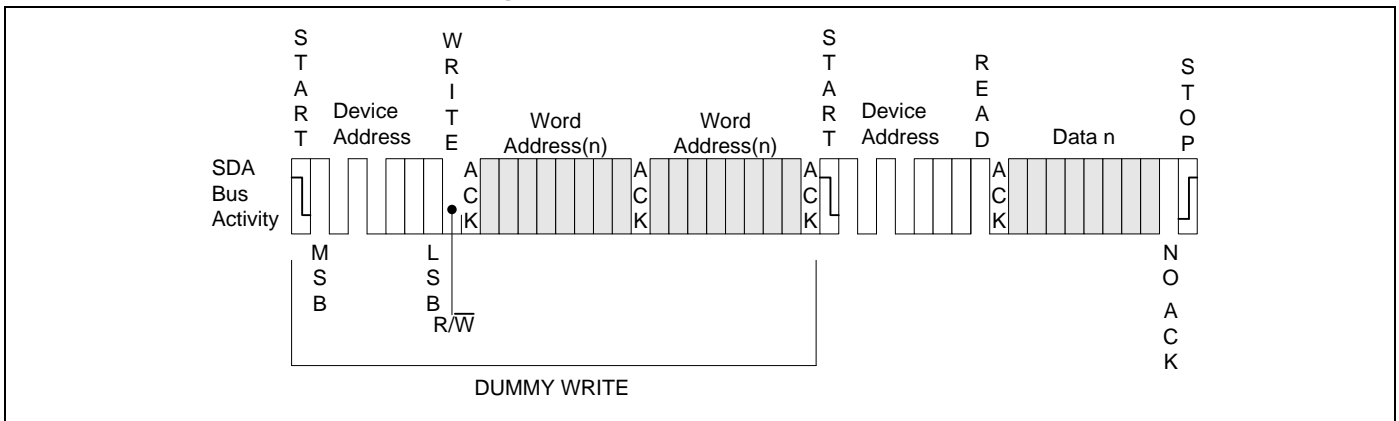 START
WRITE
START
READ
STOP
Device
Address
Word
Address(n)
Word
Address(n)
Device
Address
Data n
SDA
Bus
Activity
ACK
ACK
ACK
ACK
MSB
LSB
R/W̅
NO ACK
DUMMY WRITE